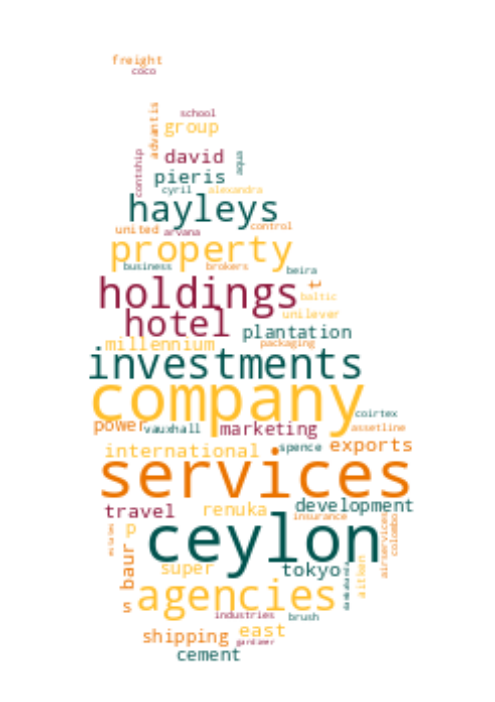 freight
coco
advantis
school
group
contship
david
aqua
pieris
cyril
alexandra
hayleys
united
arvana
control
property
business
brokers
beira
t
holdings
baltic
hotel
unilever
plantation
millennium
packaging
investments
company
coirtex
power
vauxhall
marketing
assetline
international
spence
exports
services
travel
renuka
development
insurance
p
ceylon
estates
airservices
colombo
baur
super
tokyo
aitken
s
agencies
industries
brush
shipping
east
gardiner
cement